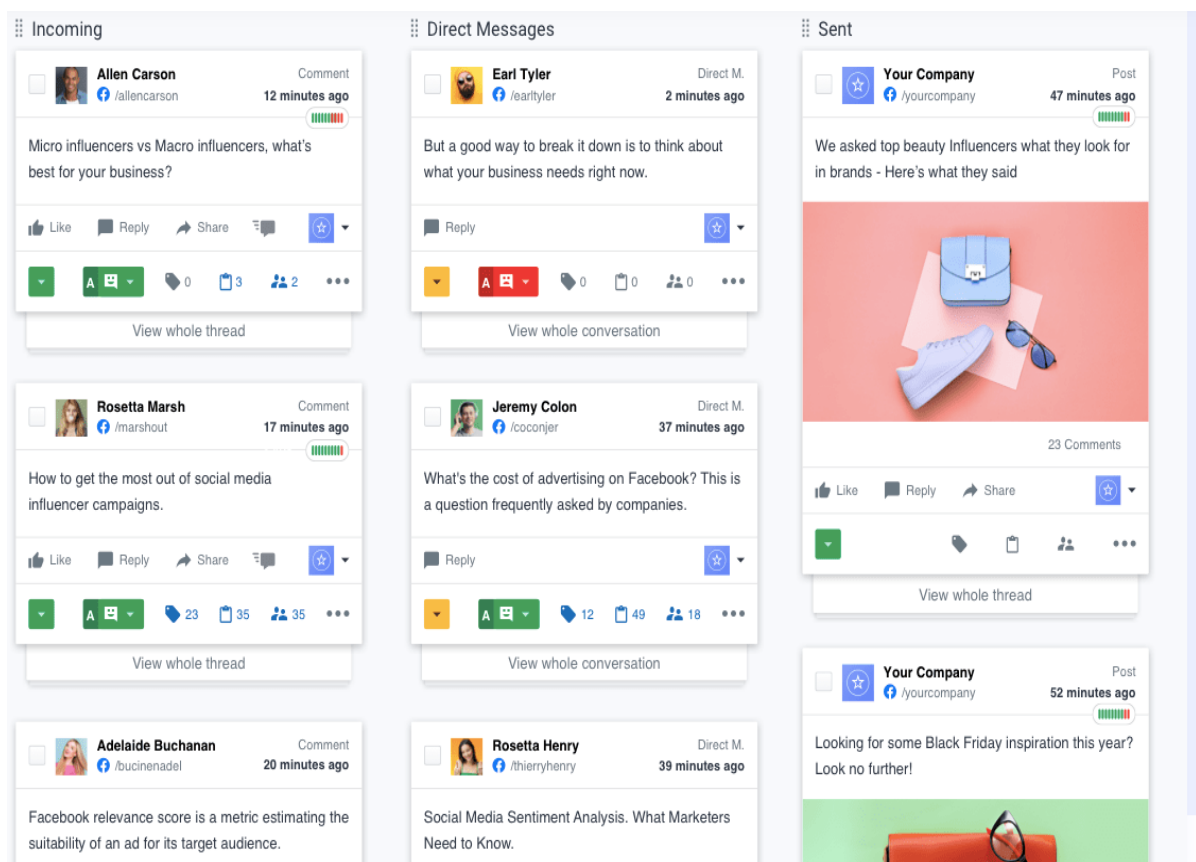 Incoming
Allen Carson
Comment
/allencarson
12 minutes ago
Micro influencers vs Macro influencers, what's
best for your business?
Like Reply Share
A 0 3 2
View whole thread
Rosetta Marsh
Comment
/marshout
17 minutes ago
How to get the most out of social media
influencer campaigns.
Like Reply Share
A 23 35 35
View whole thread
Adelaide Buchanan
Comment
/bucinenadel
20 minutes ago
Facebook relevance score is a metric estimating the
suitability of an ad for its target audience.
Direct Messages
Earl Tyler
Direct M.
/earltyler
2 minutes ago
But a good way to break it down is to think about
what your business needs right now.
Reply
A 0 0 0
View whole conversation
Jeremy Colon
Direct M.
/coconjer
37 minutes ago
What's the cost of advertising on Facebook? This is
a question frequently asked by companies.
Reply
A 12 49 18
View whole conversation
Rosetta Henry
Direct M.
/thierryhenry
39 minutes ago
Social Media Sentiment Analysis. What Marketers
Need to Know.
Sent
Your Company
Post
/yourcompany
47 minutes ago
We asked top beauty Influencers what they look for
in brands - Here's what they said
23 Comments
Like Reply Share
View whole thread
Your Company
Post
/yourcompany
52 minutes ago
Looking for some Black Friday inspiration this year?
Look no further!